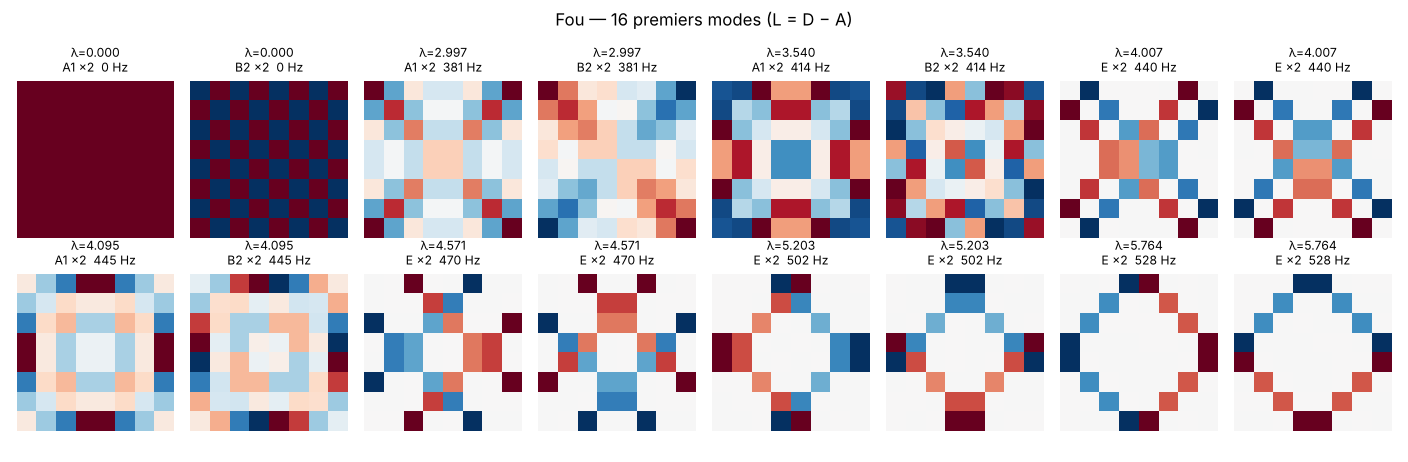 Fou — 16 premiers modes (L = D − A)
λ=0.000
A1 ×2  0 Hz
λ=0.000
B2 ×2  0 Hz
λ=2.997
A1 ×2  381 Hz
λ=2.997
B2 ×2  381 Hz
λ=3.540
A1 ×2  414 Hz
λ=3.540
B2 ×2  414 Hz
λ=4.007
E ×2  440 Hz
λ=4.007
E ×2  440 Hz
λ=4.095
A1 ×2  445 Hz
λ=4.095
B2 ×2  445 Hz
λ=4.571
E ×2  470 Hz
λ=4.571
E ×2  470 Hz
λ=5.203
E ×2  502 Hz
λ=5.203
E ×2  502 Hz
λ=5.764
E ×2  528 Hz
λ=5.764
E ×2  528 Hz